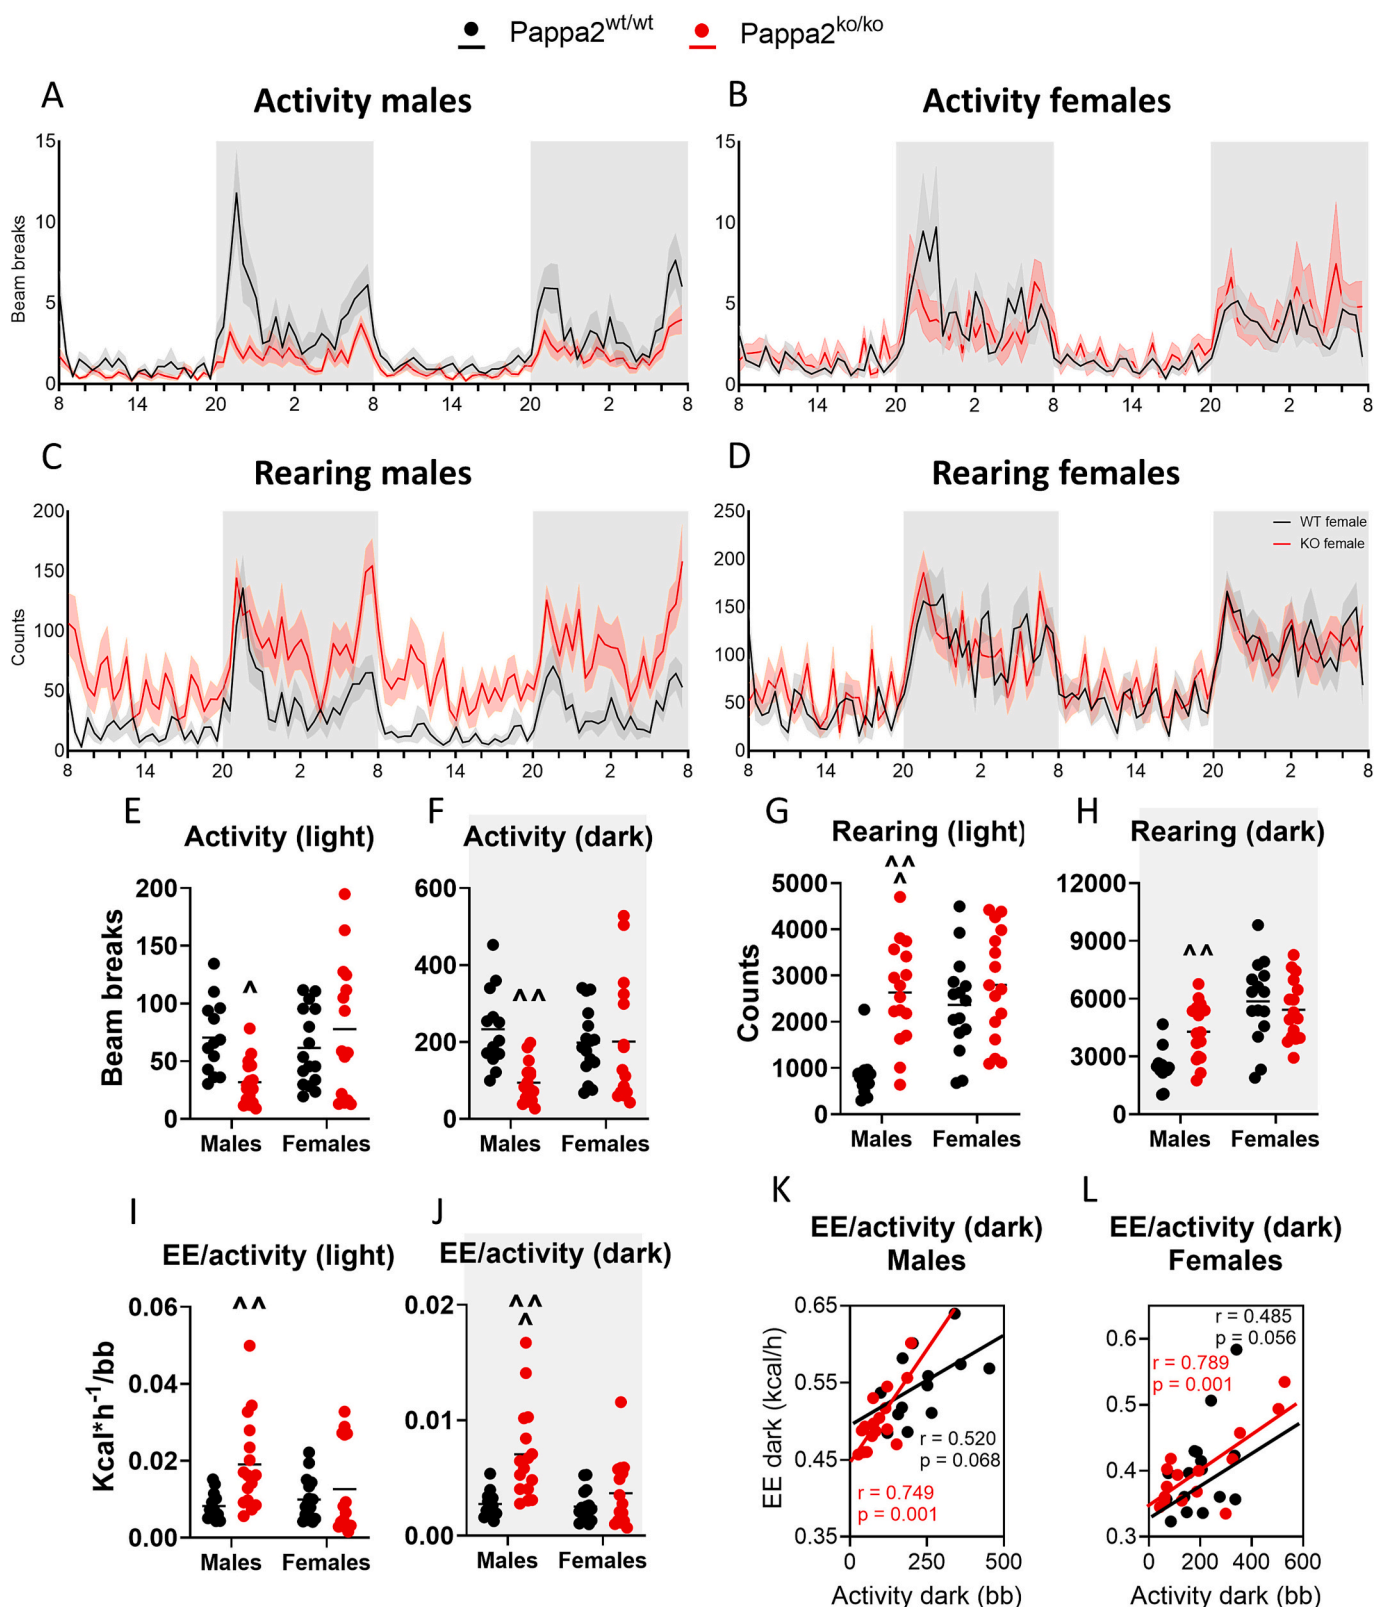 Pappa2wt/wt Pappa2ko/ko
A Activity males
B Activity females
Beam breaks
15
10
5
0
8 14 20 2 8 14 20 2 8
15
10
5
0
8 14 20 2 8 14 20 2 8
C Rearing males
D Rearing females
Counts
200
150
100
50
0
8 14 20 2 8 14 20 2 8
250
200
150
100
50
0
WT female
KO female
8 14 20 2 8 14 20 2 8
E Activity (light)
Beam breaks
200
150
100
50
0
^
Males Females
F Activity (dark)
600
400
200
0
^ ^
Males Females
G Rearing (light)
Counts
5000
4000
3000
2000
1000
0
^ ^
^
Males Females
H Rearing (dark)
12000
9000
6000
3000
0
^ ^
Males Females
I EE/activity (light)
Kcal*h-1/bb
0.06
0.04
0.02
0.00
^ ^
Males Females
J EE/activity (dark)
0.02
0.01
0.00
^ ^
^
Males Females
K EE/activity (dark)
Males
EE dark (kcal/h)
0.65
0.55
0.45
0.35
r = 0.520
p = 0.068
r = 0.749
p = 0.001
0 250 500
Activity dark (bb)
L EE/activity (dark)
Females
0.6
0.5
0.4
0.3
r = 0.485
p = 0.056
r = 0.789
p = 0.001
0 200 400 600
Activity dark (bb)